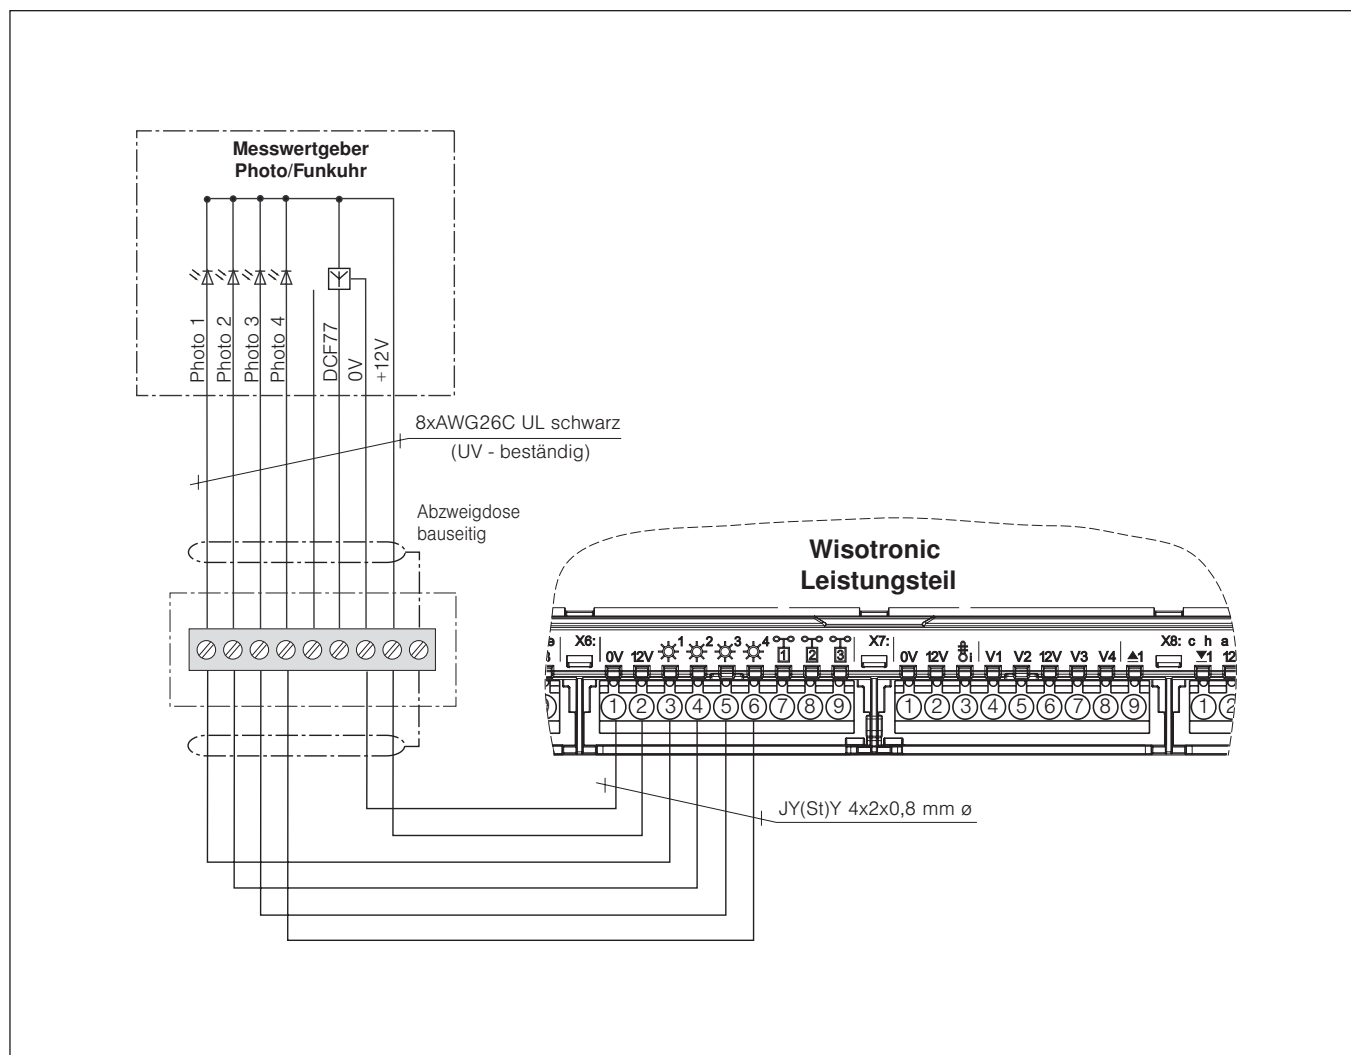 Messwertgeber
Photo/Funkuhr
Photo 1
Photo 2
Photo 3
Photo 4
DCF77
0V
+12V
8xAWG26C UL schwarz
(UV - beständig)
Abzweigdose
bauseitig
Wisotronic
Leistungsteil
X6: 0V 12V 1 2 3 4 1 2 3
X7: 0V 12V i V1 V2 12V V3 V4 ▲1
X8: c h a
▼1 12
1 2 3 4 5 6 7 8 9
1 2 3 4 5 6 7 8 9
1 2
JY(St)Y 4x2x0,8 mm ø